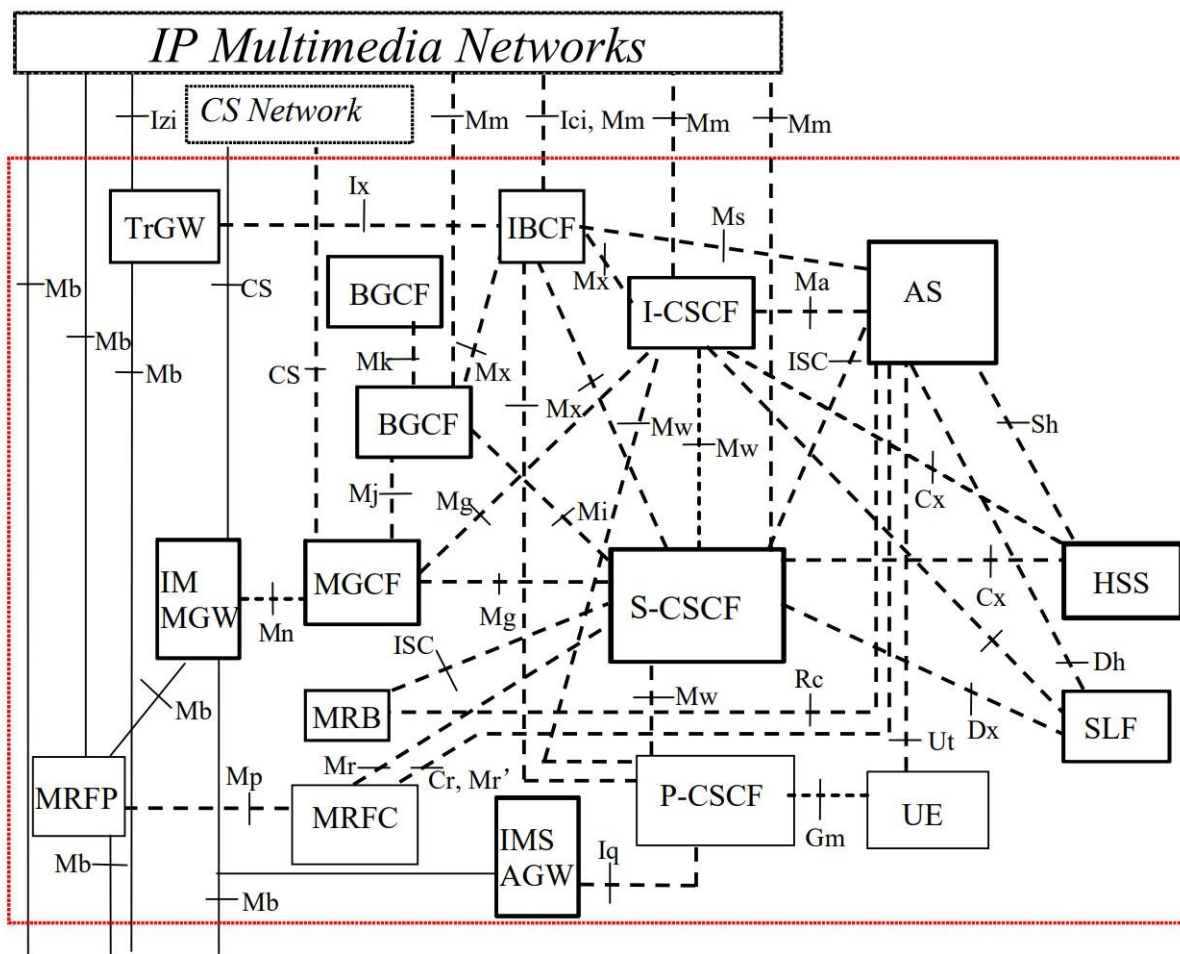 IP Multimedia Networks
CS Network
Izi
Mm
Ici, Mm
Mm
Mm
Ix
TrGW
IBCF
Ms
Mx
Ma
AS
BGCF
I-CSCF
Mb
CS
Mb
Mk
Mx
ISC
Mb
CS
Mx
BGCF
Mw
Mw
Sh
Cx
Mj
Mg
Mi
IM
MGW
MGCF
S-CSCF
HSS
Mn
Mg
Cx
ISC
Mb
MRB
Mw
Rc
Dh
Dx
SLF
Mr
Cr, Mr’
Ut
MRFP
Mp
MRFC
P-CSCF
UE
Gm
IMS
AGW
Iq
Mb
Mb